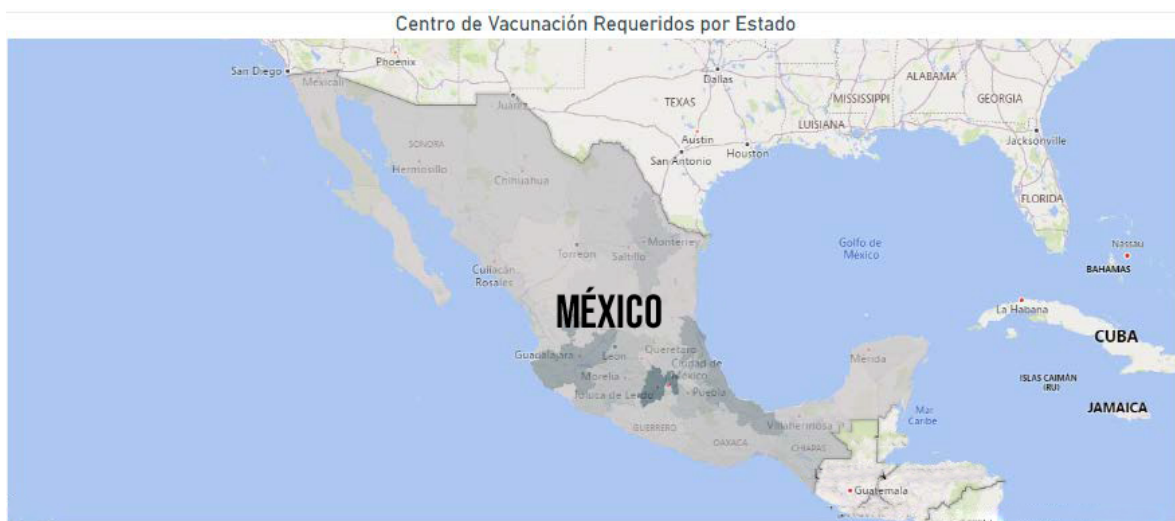 Centro de Vacunación Requeridos por Estado
Phoenix
San Diego
Mexicali
Dallas
ALABAMA
MISSISSIPPI
GEORGIA
TEXAS
Juárez
LUISIANA
Austin
Jacksonville
SONORA
San Antonio
Houston
Hermosillo
Chihuahua
FLORIDA
Monterrey
Golfo de
México
Nassau
Torreón
Saltillo
BAHAMAS
Culiacán
Rosales
MÉXICO
La Habana
CUBA
Guadalajara
León
Querétaro
Mérida
Ciudad de
México
Morelia
ISLAS CAIMÁN
(RU)
Toluca de Lerdo
Puebla
JAMAICA
Mar
Caribe
Villahermosa
GUERRERO
OAXACA
CHIAPAS
Guatemala